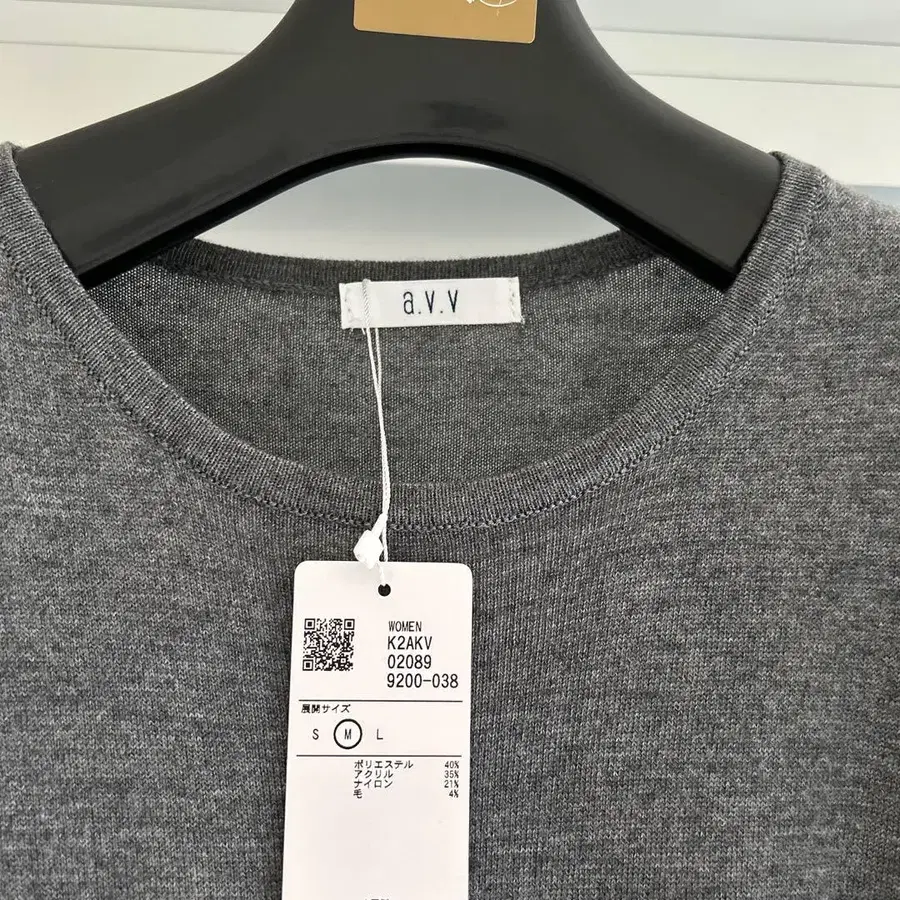 a.v.v
WOMEN
K2AKV
02089
9200-038
展開サイズ
S M L
ポリエステル 40%
アクリル 35%
ナイロン 21%
毛 4%